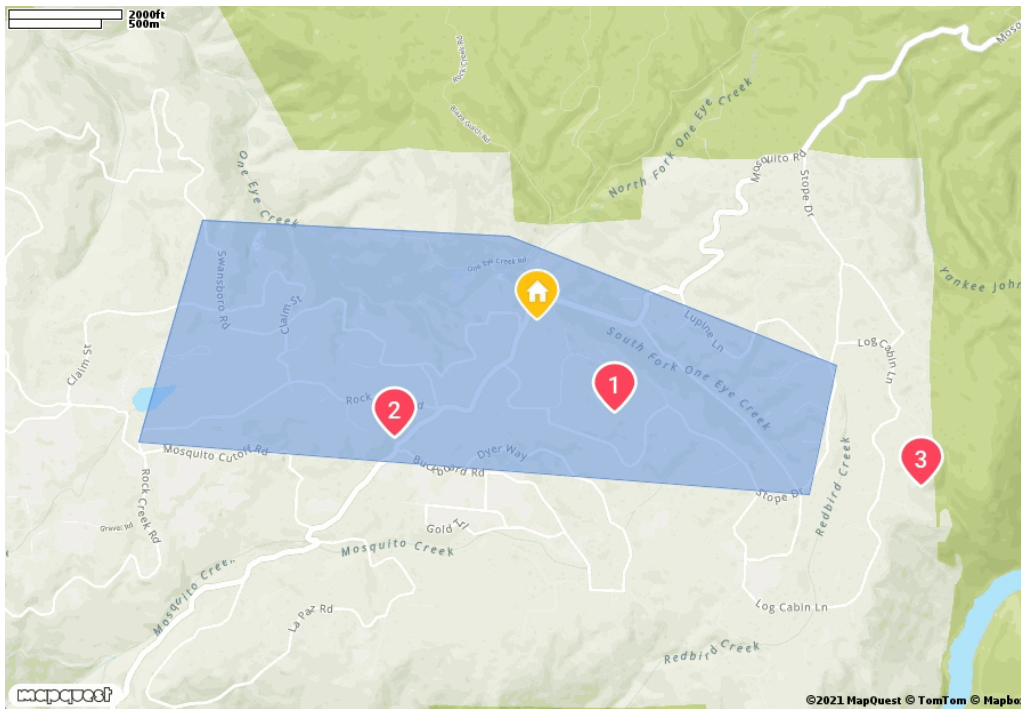 2000ft
500m
Rock Creek Rd
Blaze Gulch Rd
Mosquito Rd
Stope Dr
North Fork One Eye Creek
One Eye Creek
Swansboro Rd
Claim St
One Eye Creek Rd
Lupine Ln
South Fork One Eye Creek
Yankee John
Log Cabin Ln
Claim St
1
Rock
2
Dyer Way
Buckboard Rd
Mosquito Cutoff Rd
3
Stope Dr
Redbird Creek
Rock Creek Rd
Gravel Rd
Mosquito Creek
Mosquito Creek
La Paz Rd
Log Cabin Ln
Redbird Creek
mapquest
©2021 MapQuest © TomTom © Mapbox